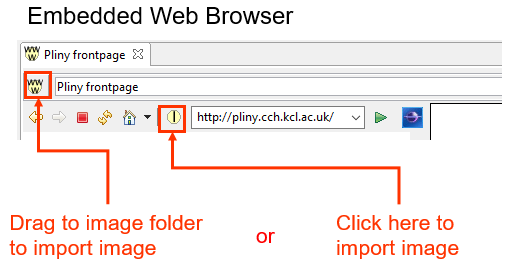 Embedded Web Browser
Pliny frontpage
Pliny frontpage
http://pliny.cch.kcl.ac.uk/
Drag to image folder
to import image
or
Click here to
import image